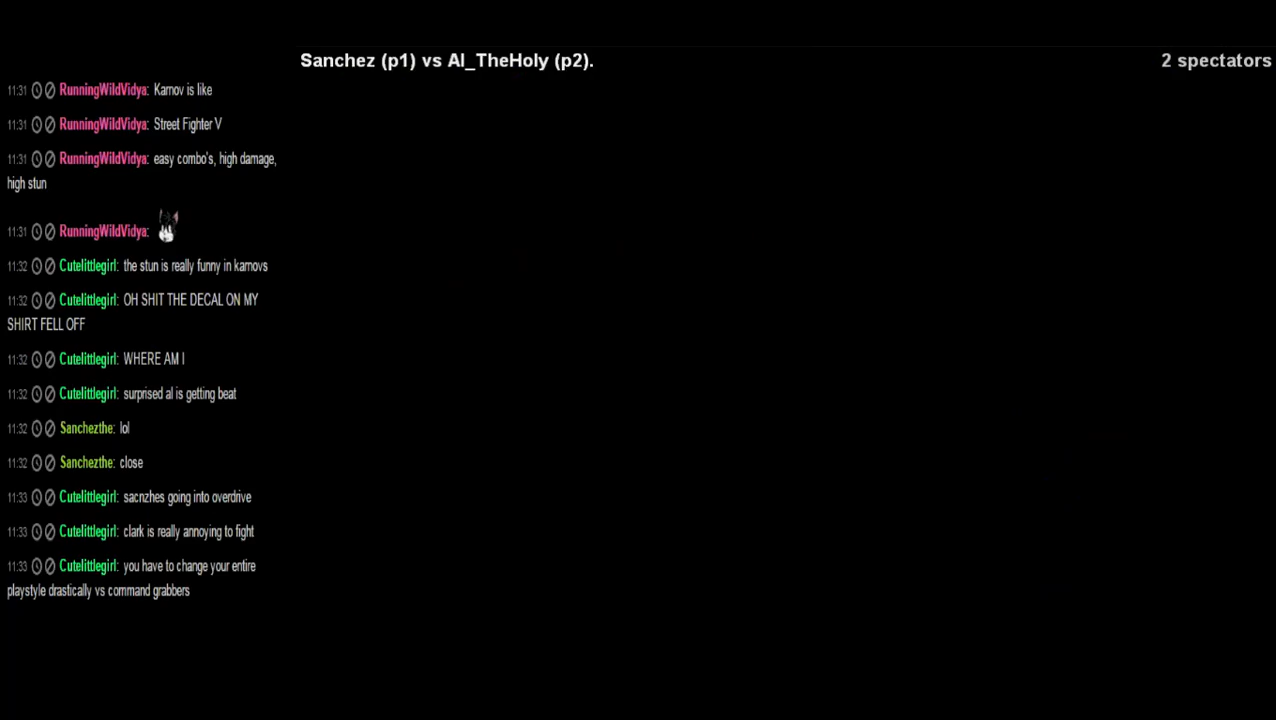 Sanchez (p1) vs Al_TheHoly (p2).
2 spectators
11:31 RunningWildVidya: Karnov is like
11:31 RunningWildVidya: Street Fighter V
11:31 RunningWildVidya: easy combo's, high damage,
high stun
11:31 RunningWildVidya:
11:32 Cutelittlegirl: the stun is really funny in karnovs
11:32 Cutelittlegirl: OH SHIT THE DECAL ON MY
SHIRT FELL OFF
11:32 Cutelittlegirl: WHERE AM I
11:32 Cutelittlegirl: surprised al is getting beat
11:32 Sanchezthe: lol
11:32 Sanchezthe: close
11:33 Cutelittlegirl: sacnzhes going into overdrive
11:33 Cutelittlegirl: clark is really annoying to fight
11:33 Cutelittlegirl: you have to change your entire
playstyle drastically vs command grabbers